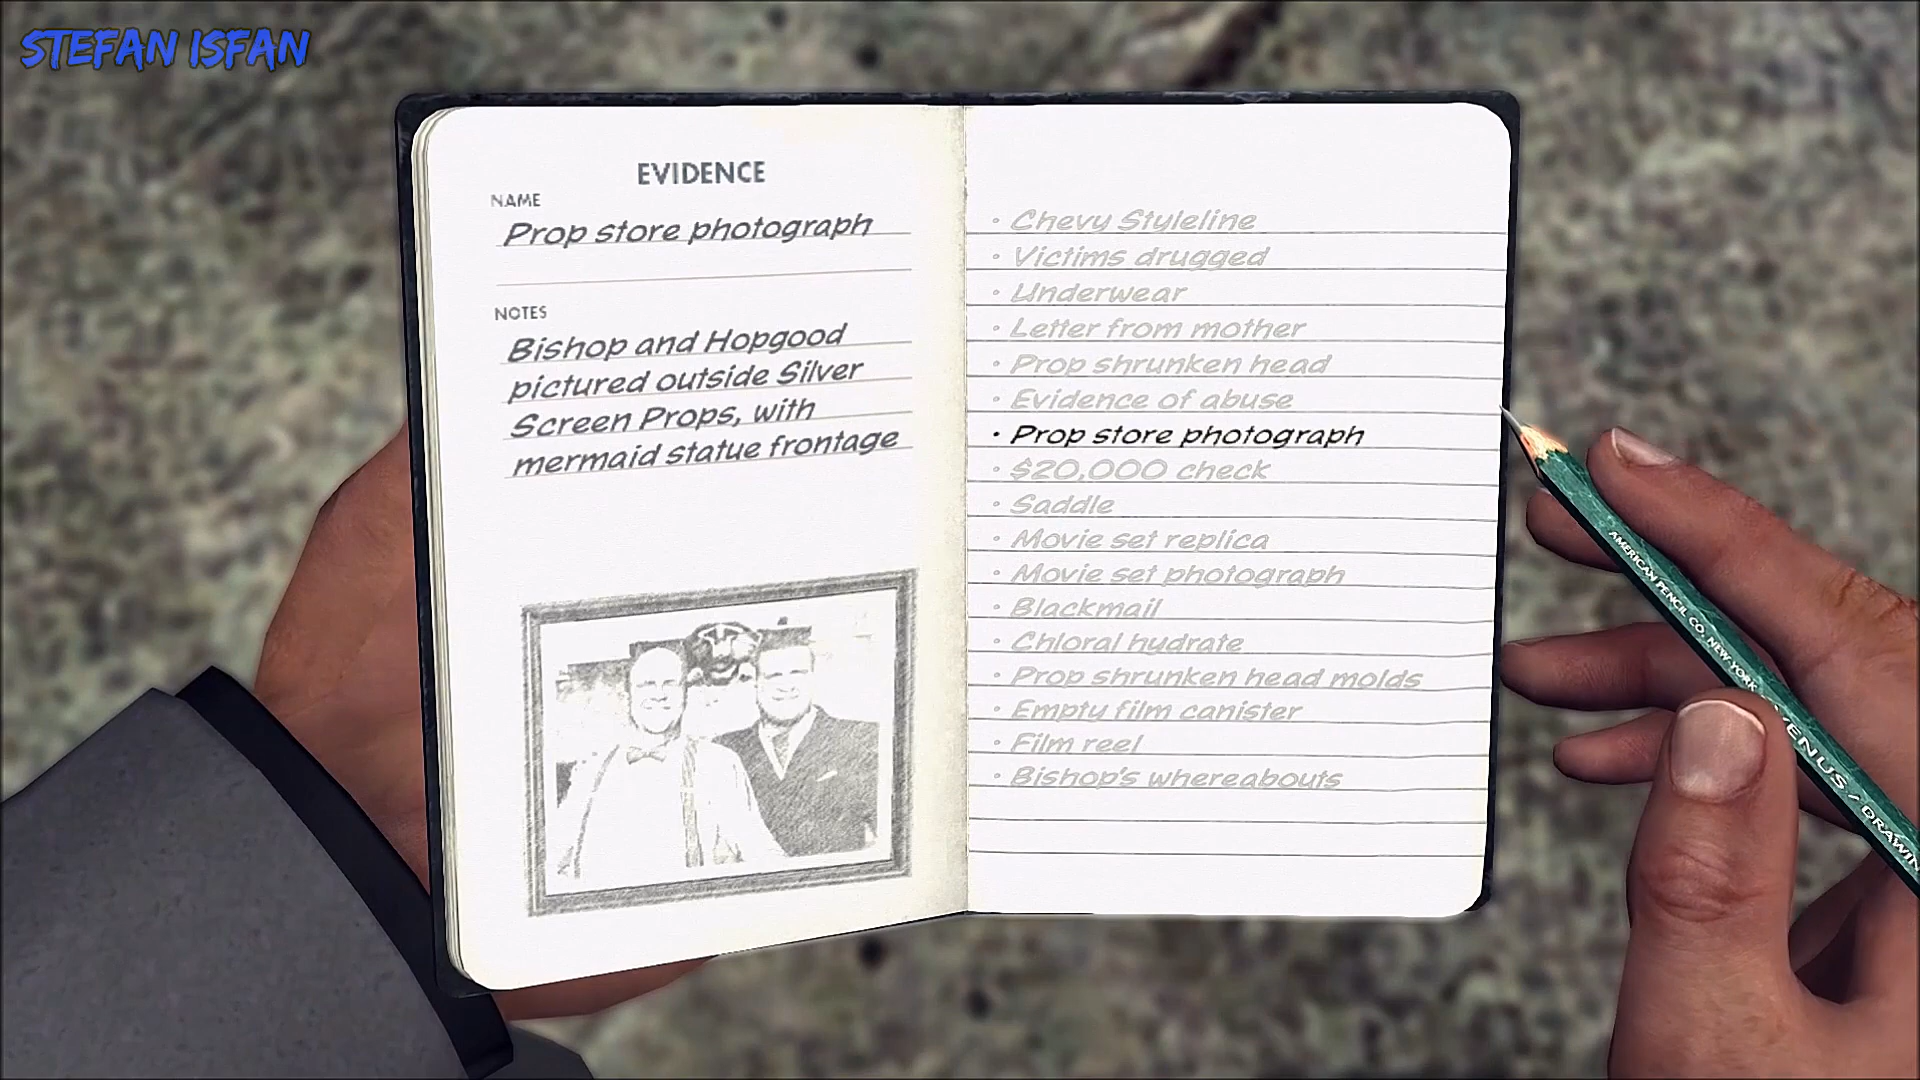 STEFAN ISFAN
EVIDENCE
NAME
Prop store photograph
NOTES
Bishop and Hopgood
pictured outside Silver
Screen Props, with
mermaid statue frontage
• Chevy Styleline
• Victims drugged
• Underwear
• Letter from mother
• Prop shrunken head
• Evidence of abuse
• Prop store photograph
• $20,000 check
• Saddle
• Movie set replica
• Movie set photograph
• Blackmail
• Chloral hydrate
• Prop shrunken head molds
• Empty film canister
• Film reel
• Bishop's whereabouts
AMERICAN PENCIL CO. NEW YORK VENUS / DRAWIN